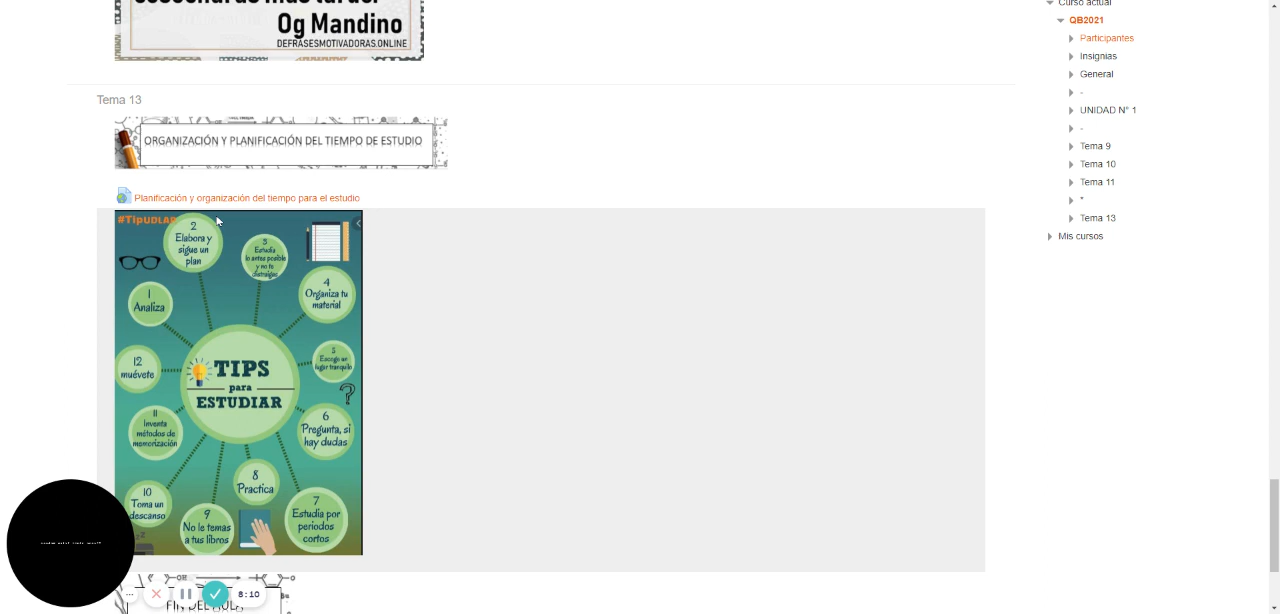 Og Mandino
DEFRASESMOTIVADORAS.ONLINE
Tema 13
ORGANIZACIÓN Y PLANIFICACIÓN DEL TIEMPO DE ESTUDIO
Planificación y organización del tiempo para el estudio
#TipUDLAP
1
Analiza
2
Elabora y
sigue un
plan
3
Estudia
lo antes posible
y no te
distraigas
4
Organiza tu
material
5
Escoge un
lugar tranquilo
6
Pregunta, si
hay dudas
7
Estudia por
periodos
cortos
8
Practica
9
No le temas
a tus libros
10
Toma un
descanso
11
Inventa
métodos de
memorización
12
muévete
TIPS
para
ESTUDIAR
8:10
FIN DEL AULA
Curso actual
QB2021
Participantes
Insignias
General
-
UNIDAD N° 1
-
Tema 9
Tema 10
Tema 11
*
Tema 13
Mis cursos